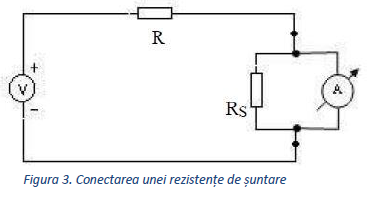 R
+
V
−
Rs
A
Figura 3. Conectarea unei rezistențe de șuntare